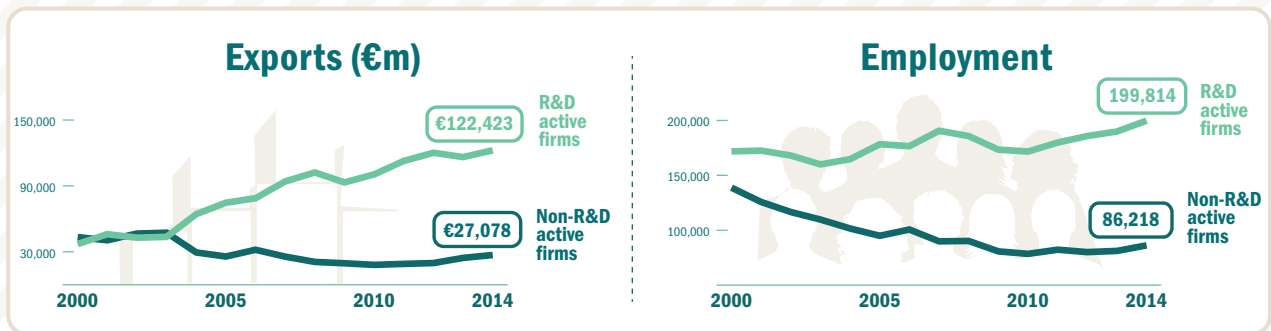 Exports (€m)
150,000
90,000
30,000
€122,423
R&D
active
firms
€27,078
Non-R&D
active
firms
2000 2005 2010 2014
Employment
200,000
150,000
100,000
199,814
R&D
active
firms
86,218
Non-R&D
active
firms
2000 2005 2010 2014